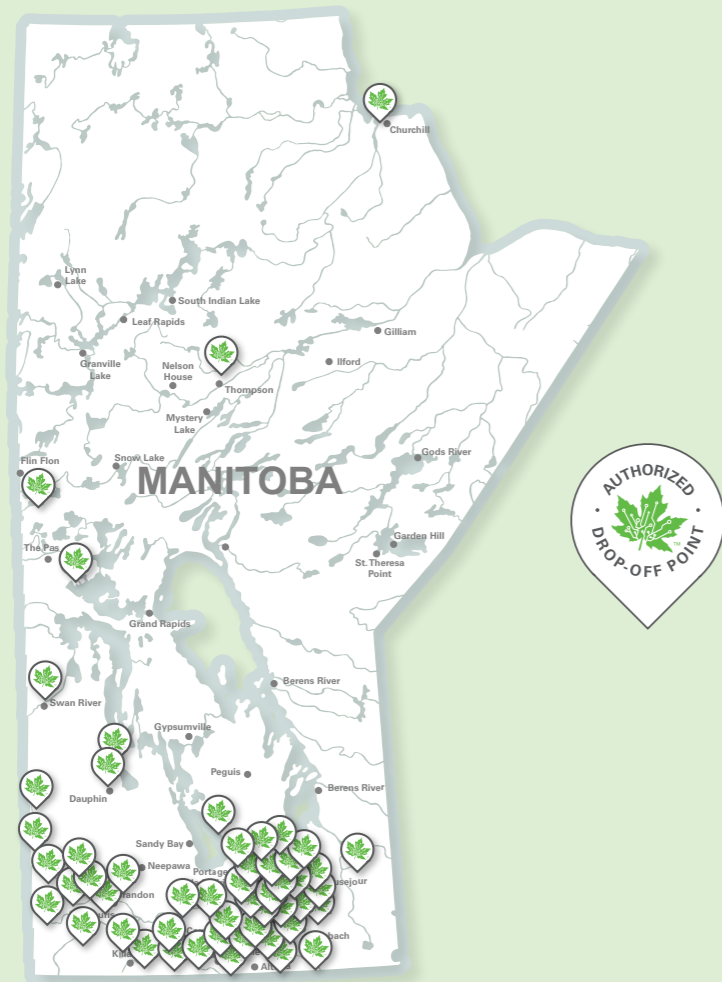 Churchill
Lynn
Lake
South Indian Lake
Leaf Rapids
Gilliam
Granville
Lake
Nelson
House
Ilford
Thompson
Mystery
Lake
Flin Flon
Snow Lake
Gods River
MANITOBA
AUTHORIZED
DROP-OFF POINT
TM
The Pas
Garden Hill
St. Theresa
Point
Grand Rapids
Berens River
Swan River
Gypsumville
Peguis
Dauphin
Berens River
Sandy Bay
Neepawa
Portage